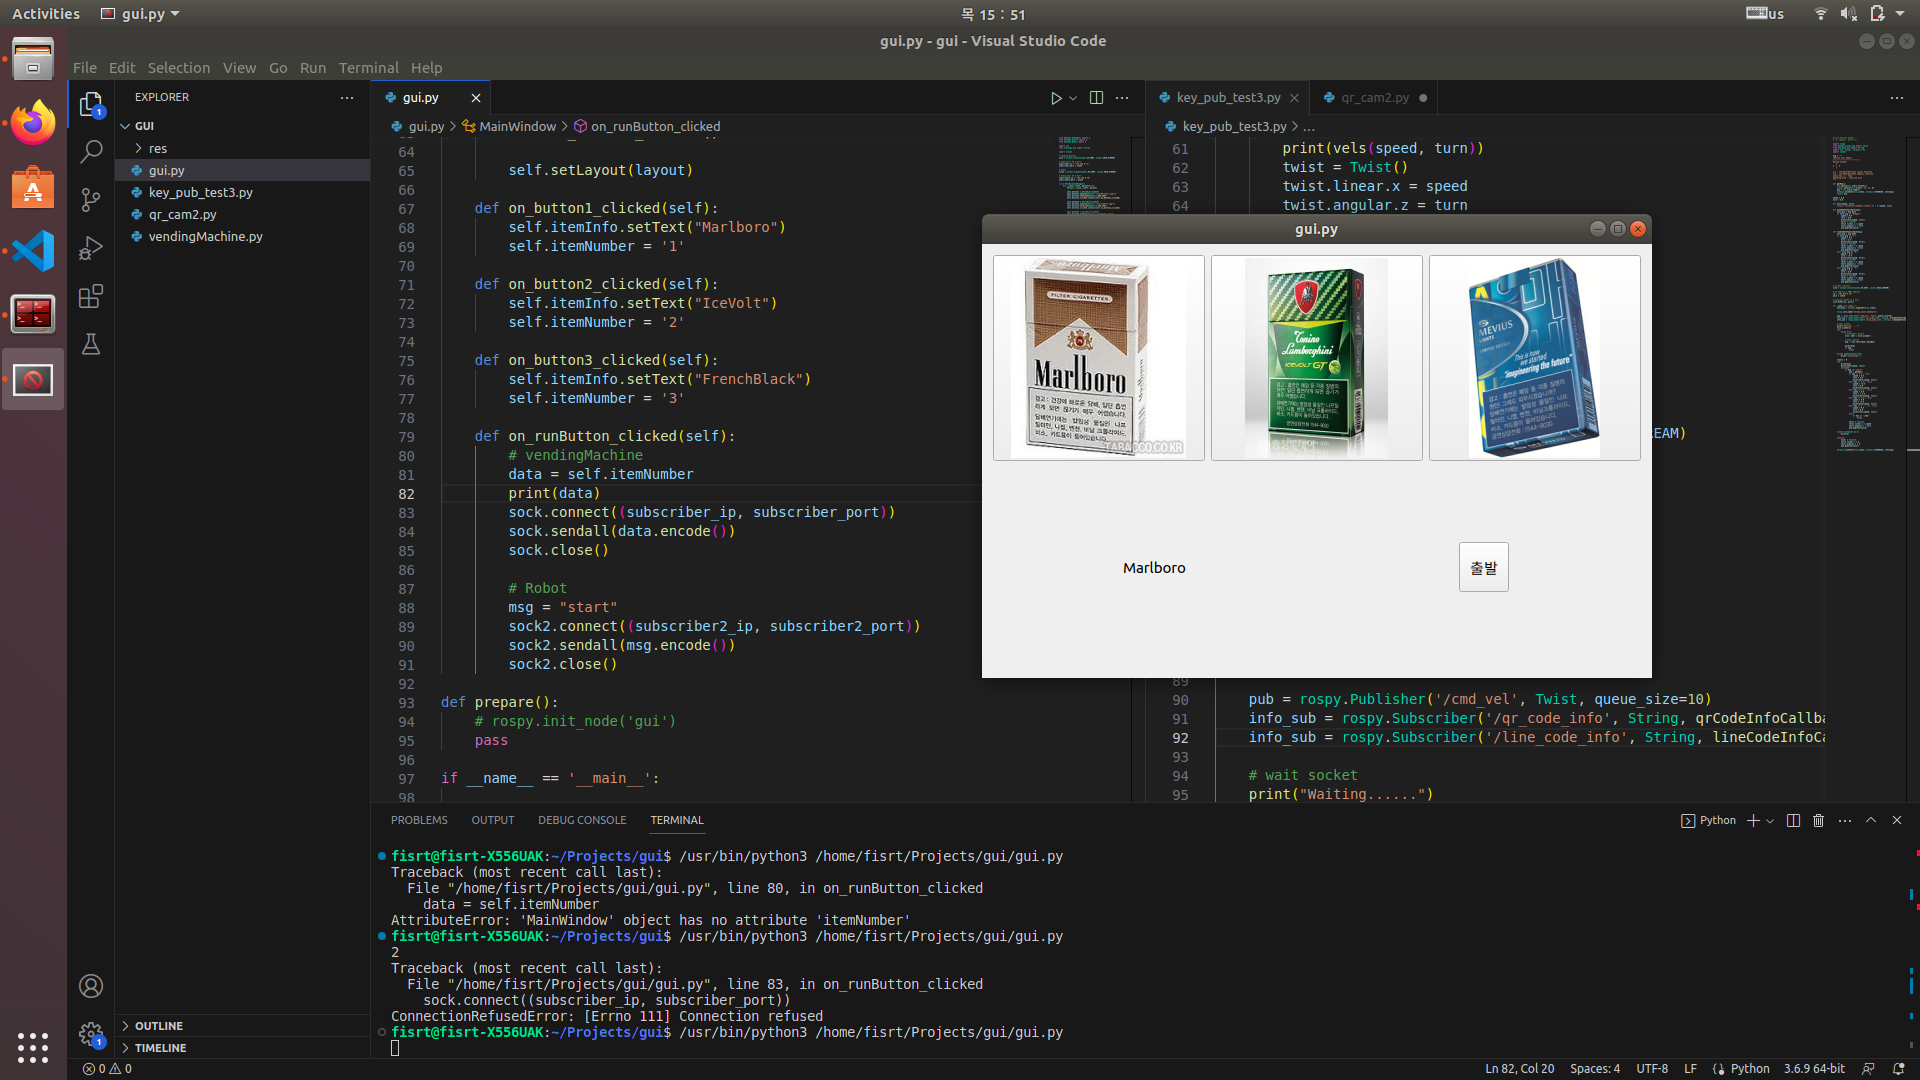 Activities
gui.py
목 15 : 51
us
gui.py - gui - Visual Studio Code
File Edit Selection View Go Run Terminal Help
EXPLORER
GUI
res
gui.py
key_pub_test3.py
qr_cam2.py
vendingMachine.py
OUTLINE
TIMELINE
gui.py
gui.py > MainWindow > on_runButton_clicked
64
65 self.setLayout(layout)
66
67 def on_button1_clicked(self):
68 self.itemInfo.setText("Marlboro")
69 self.itemNumber = '1'
70
71 def on_button2_clicked(self):
72 self.itemInfo.setText("IceVolt")
73 self.itemNumber = '2'
74
75 def on_button3_clicked(self):
76 self.itemInfo.setText("FrenchBlack")
77 self.itemNumber = '3'
78
79 def on_runButton_clicked(self):
80 # vendingMachine
81 data = self.itemNumber
82 print(data)
83 sock.connect((subscriber_ip, subscriber_port))
84 sock.sendall(data.encode())
85 sock.close()
86
87 # Robot
88 msg = "start"
89 sock2.connect((subscriber2_ip, subscriber2_port))
90 sock2.sendall(msg.encode())
91 sock2.close()
92
93 def prepare():
94 # rospy.init_node('gui')
95 pass
96
97 if __name__ == '__main__':
98
key_pub_test3.py
qr_cam2.py
key_pub_test3.py > ...
61 print(vels(speed, turn))
62 twist = Twist()
63 twist.linear.x = speed
64 twist.angular.z = turn
EAM)
89
90 pub = rospy.Publisher('/cmd_vel', Twist, queue_size=10)
91 info_sub = rospy.Subscriber('/qr_code_info', String, qrCodeInfoCallba
92 info_sub = rospy.Subscriber('/line_code_info', String, lineCodeInfoCa
93
94 # wait socket
95 print("Waiting......")
gui.py
FILTER CIGARETTES
Marlboro
TABACCO.CO.KR
Tonino
Lamborghini
ICEVOLT GT
MEVIUS
LIGHTS
This is how
we started
"Imagineering the future"
Marlboro
출발
PROBLEMS OUTPUT DEBUG CONSOLE TERMINAL
Python
fisrt@fisrt-X556UAK:~/Projects/gui$ /usr/bin/python3 /home/fisrt/Projects/gui/gui.py
Traceback (most recent call last):
File "/home/fisrt/Projects/gui/gui.py", line 80, in on_runButton_clicked
data = self.itemNumber
AttributeError: 'MainWindow' object has no attribute 'itemNumber'
fisrt@fisrt-X556UAK:~/Projects/gui$ /usr/bin/python3 /home/fisrt/Projects/gui/gui.py
2
Traceback (most recent call last):
File "/home/fisrt/Projects/gui/gui.py", line 83, in on_runButton_clicked
sock.connect((subscriber_ip, subscriber_port))
ConnectionRefusedError: [Errno 111] Connection refused
fisrt@fisrt-X556UAK:~/Projects/gui$ /usr/bin/python3 /home/fisrt/Projects/gui/gui.py
0 0
Ln 82, Col 20 Spaces: 4 UTF-8 LF Python 3.6.9 64-bit